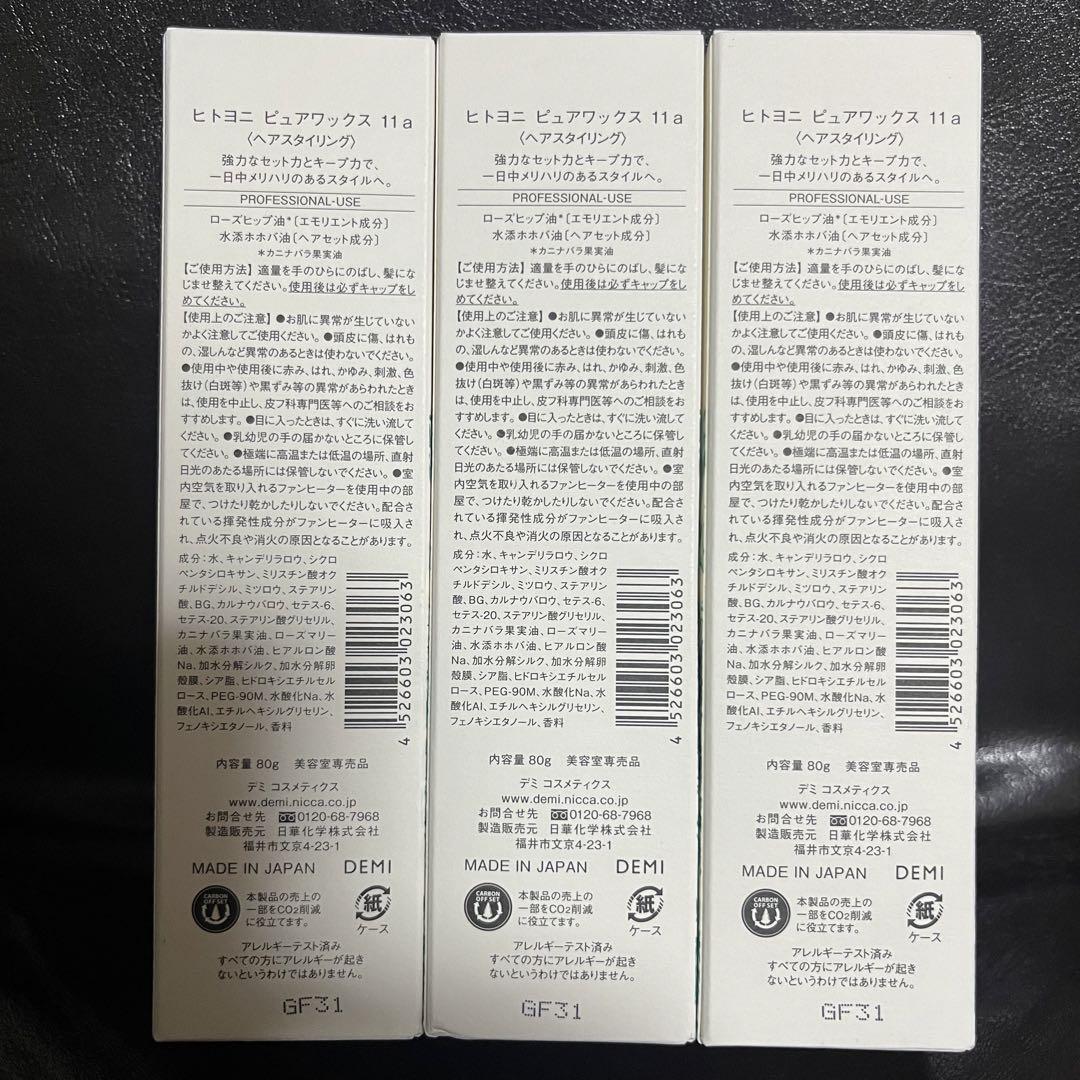 ヒトヨニ ピュアワックス 11a
〈ヘアスタイリング〉
強力なセット力とキープ力で、
一日中メリハリのあるスタイルへ。
PROFESSIONAL-USE
ローズヒップ油*〔エモリエント成分〕
水添ホホバ油〔ヘアセット成分〕
*カニナバラ果実油
【ご使用方法】適量を手のひらにのばし、髪にな
じませ整えてください。使用後は必ずキャップをし
めてください。
【使用上のご注意】●お肌に異常が生じていない
かよく注意してご使用ください。●頭皮に傷、はれも
の、湿しんなど異常のあるときは使わないでください。
●使用中や使用後に赤み、はれ、かゆみ、刺激、色
抜け(白斑等)や黒ずみ等の異常があらわれたとき
は、使用を中止し、皮フ科専門医等へのご相談をお
すすめします。●目に入ったときは、すぐに洗い流して
ください。●乳幼児の手の届かないところに保管し
てください。●極端に高温または低温の場所、直射
日光のあたる場所には保管しないでください。●室
内空気を取り入れるファンヒーターを使用中の部
屋で、つけたり乾かしたりしないでください。配合さ
れている揮発性成分がファンヒーターに吸入さ
れ、点火不良や消火の原因となることがあります。
成分:水、キャンデリラロウ、シクロ
ペンタシロキサン、ミリスチン酸オク
チルドデシル、ミツロウ、ステアリン
酸、BG、カルナウバロウ、セテス-6、
セテス-20、ステアリン酸グリセリル、
カニナバラ果実油、ローズマリー
油、水添ホホバ油、ヒアルロン酸
Na、加水分解シルク、加水分解卵
殻膜、シア脂、ヒドロキシエチルセル
ロース、PEG-90M、水酸化Na、水
酸化Al、エチルヘキシルグリセリン、
フェノキシエタノール、香料
4 526603 023063
内容量 80g 美容室専売品
デミ コスメティクス
www.demi.nicca.co.jp
お問合せ先 0120-68-7968
製造販売元 日華化学株式会社
福井市文京4-23-1
MADE IN JAPAN DEMI
CARBON
OFF SET
本製品の売上の
一部をCO2削減
に役立てます。
紙
ケース
アレルギーテスト済み
すべての方にアレルギーが起き
ないというわけではありません。
GF31
ヒトヨニ ピュアワックス 11a
〈ヘアスタイリング〉
強力なセット力とキープ力で、
一日中メリハリのあるスタイルへ。
PROFESSIONAL-USE
ローズヒップ油*〔エモリエント成分〕
水添ホホバ油〔ヘアセット成分〕
*カニナバラ果実油
【ご使用方法】適量を手のひらにのばし、髪にな
じませ整えてください。使用後は必ずキャップをし
めてください。
【使用上のご注意】●お肌に異常が生じていない
かよく注意してご使用ください。●頭皮に傷、はれも
の、湿しんなど異常のあるときは使わないでください。
●使用中や使用後に赤み、はれ、かゆみ、刺激、色
抜け(白斑等)や黒ずみ等の異常があらわれたとき
は、使用を中止し、皮フ科専門医等へのご相談をお
すすめします。●目に入ったときは、すぐに洗い流して
ください。●乳幼児の手の届かないところに保管し
てください。●極端に高温または低温の場所、直射
日光のあたる場所には保管しないでください。●室
内空気を取り入れるファンヒーターを使用中の部
屋で、つけたり乾かしたりしないでください。配合さ
れている揮発性成分がファンヒーターに吸入さ
れ、点火不良や消火の原因となることがあります。
成分:水、キャンデリラロウ、シクロ
ペンタシロキサン、ミリスチン酸オク
チルドデシル、ミツロウ、ステアリン
酸、BG、カルナウバロウ、セテス-6、
セテス-20、ステアリン酸グリセリル、
カニナバラ果実油、ローズマリー
油、水添ホホバ油、ヒアルロン酸
Na、加水分解シルク、加水分解卵
殻膜、シア脂、ヒドロキシエチルセル
ロース、PEG-90M、水酸化Na、水
酸化Al、エチルヘキシルグリセリン、
フェノキシエタノール、香料
4 526603 023063
内容量 80g 美容室専売品
デミ コスメティクス
www.demi.nicca.co.jp
お問合せ先 0120-68-7968
製造販売元 日華化学株式会社
福井市文京4-23-1
MADE IN JAPAN DEMI
CARBON
OFF SET
本製品の売上の
一部をCO2削減
に役立てます。
紙
ケース
アレルギーテスト済み
すべての方にアレルギーが起き
ないというわけではありません。
GF31
ヒトヨニ ピュアワックス 11a
〈ヘアスタイリング〉
強力なセット力とキープ力で、
一日中メリハリのあるスタイルへ。
PROFESSIONAL-USE
ローズヒップ油*〔エモリエント成分〕
水添ホホバ油〔ヘアセット成分〕
*カニナバラ果実油
【ご使用方法】適量を手のひらにのばし、髪にな
じませ整えてください。使用後は必ずキャップをし
めてください。
【使用上のご注意】●お肌に異常が生じていない
かよく注意してご使用ください。●頭皮に傷、はれも
の、湿しんなど異常のあるときは使わないでください。
●使用中や使用後に赤み、はれ、かゆみ、刺激、色
抜け(白斑等)や黒ずみ等の異常があらわれたとき
は、使用を中止し、皮フ科専門医等へのご相談をお
すすめします。●目に入ったときは、すぐに洗い流して
ください。●乳幼児の手の届かないところに保管し
てください。●極端に高温または低温の場所、直射
日光のあたる場所には保管しないでください。●室
内空気を取り入れるファンヒーターを使用中の部
屋で、つけたり乾かしたりしないでください。配合さ
れている揮発性成分がファンヒーターに吸入さ
れ、点火不良や消火の原因となることがあります。
成分:水、キャンデリラロウ、シクロ
ペンタシロキサン、ミリスチン酸オク
チルドデシル、ミツロウ、ステアリン
酸、BG、カルナウバロウ、セテス-6、
セテス-20、ステアリン酸グリセリル、
カニナバラ果実油、ローズマリー
油、水添ホホバ油、ヒアルロン酸
Na、加水分解シルク、加水分解卵
殻膜、シア脂、ヒドロキシエチルセル
ロース、PEG-90M、水酸化Na、水
酸化Al、エチルヘキシルグリセリン、
フェノキシエタノール、香料
4 526603 023063
内容量 80g 美容室専売品
デミ コスメティクス
www.demi.nicca.co.jp
お問合せ先 0120-68-7968
製造販売元 日華化学株式会社
福井市文京4-23-1
MADE IN JAPAN DEMI
CARBON
OFF SET
本製品の売上の
一部をCO2削減
に役立てます。
紙
ケース
アレルギーテスト済み
すべての方にアレルギーが起き
ないというわけではありません。
GF31